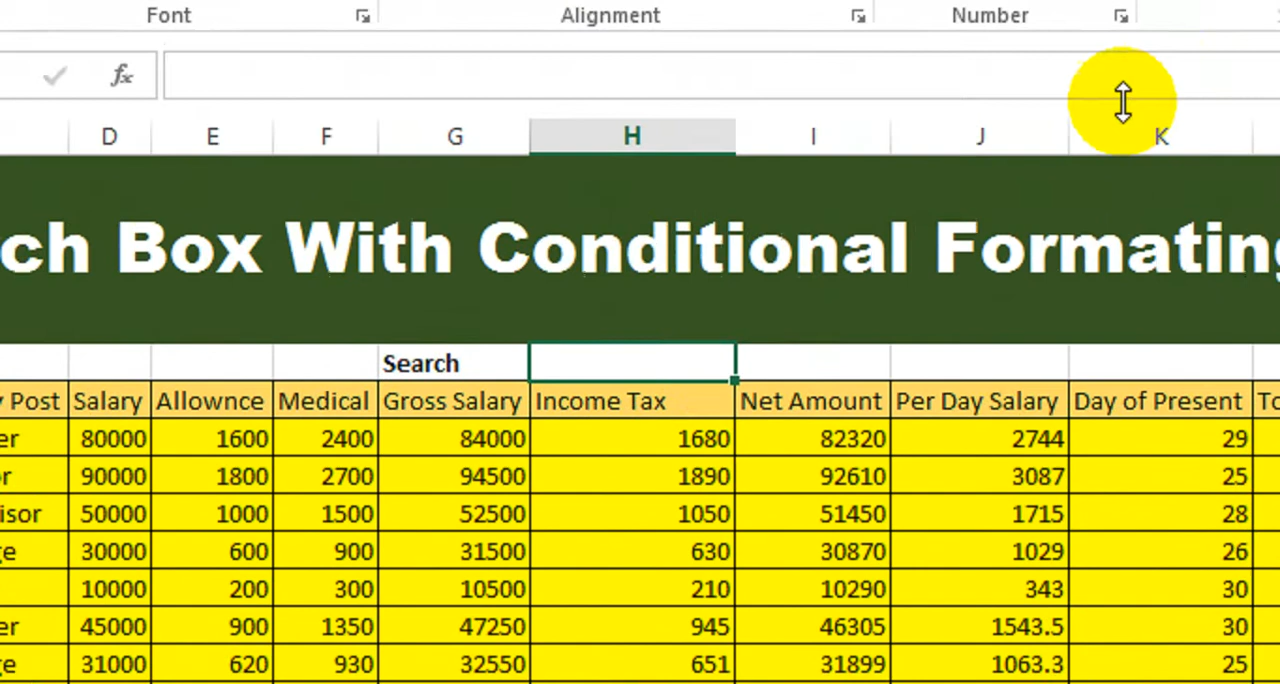 Font Alignment Number
fx
D E F G H I J K
ch Box With Conditional Formating
Search
y Post Salary Allownce Medical Gross Salary Income Tax Net Amount Per Day Salary Day of Present To
er 80000 1600 2400 84000 1680 82320 2744 29
or 90000 1800 2700 94500 1890 92610 3087 25
isor 50000 1000 1500 52500 1050 51450 1715 28
ge 30000 600 900 31500 630 30870 1029 26
10000 200 300 10500 210 10290 343 30
er 45000 900 1350 47250 945 46305 1543.5 30
ge 31000 620 930 32550 651 31899 1063.3 25